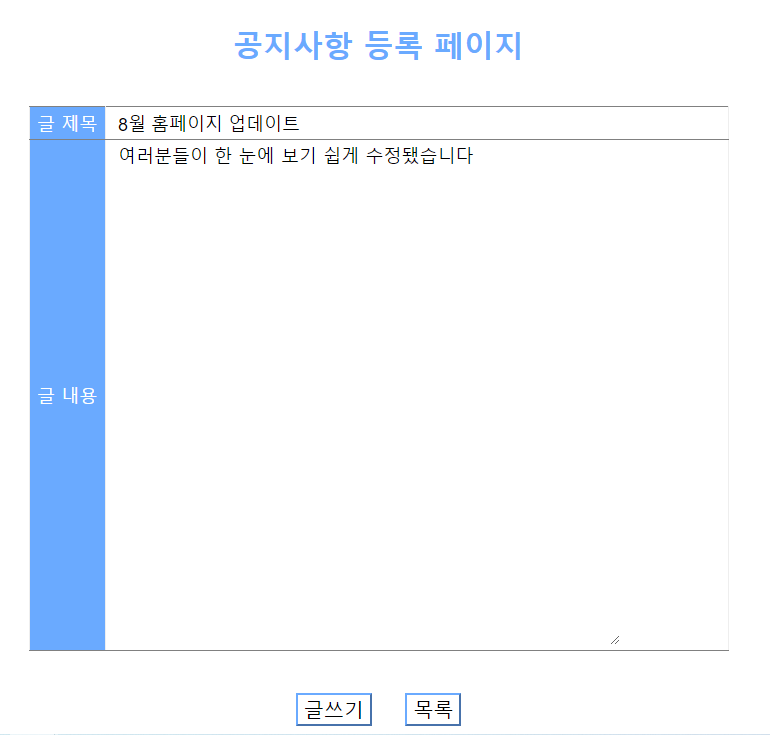 공지사항 등록 페이지
글 제목 8월 홈페이지 업데이트
글 내용 여러분들이 한 눈에 보기 쉽게 수정됐습니다
글쓰기 목록